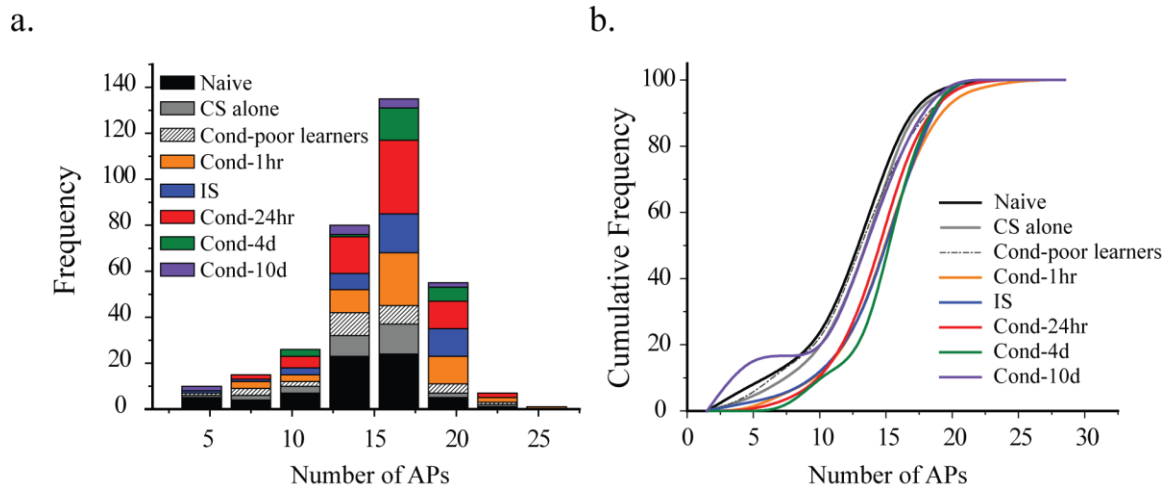 a.
Frequency
140
120
100
80
60
40
20
0
Naive
CS alone
Cond-poor learners
Cond-1hr
IS
Cond-24hr
Cond-4d
Cond-10d
5 10 15 20 25
Number of APs
b.
Cumulative Frequency
100
80
60
40
20
0
Naive
CS alone
Cond-poor learners
Cond-1hr
IS
Cond-24hr
Cond-4d
Cond-10d
0 5 10 15 20 25 30
Number of APs